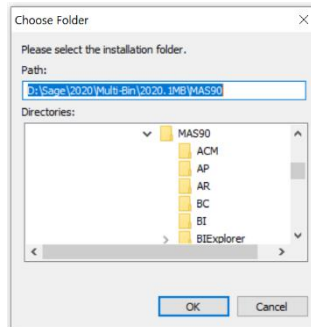 Choose Folder
Please select the installation folder.
Path:
D:\Sage\2020\Multi-Bin\2020.1MB\MAS90
Directories:
MAS90
ACM
AP
AR
BC
BI
BIExplorer
OK Cancel